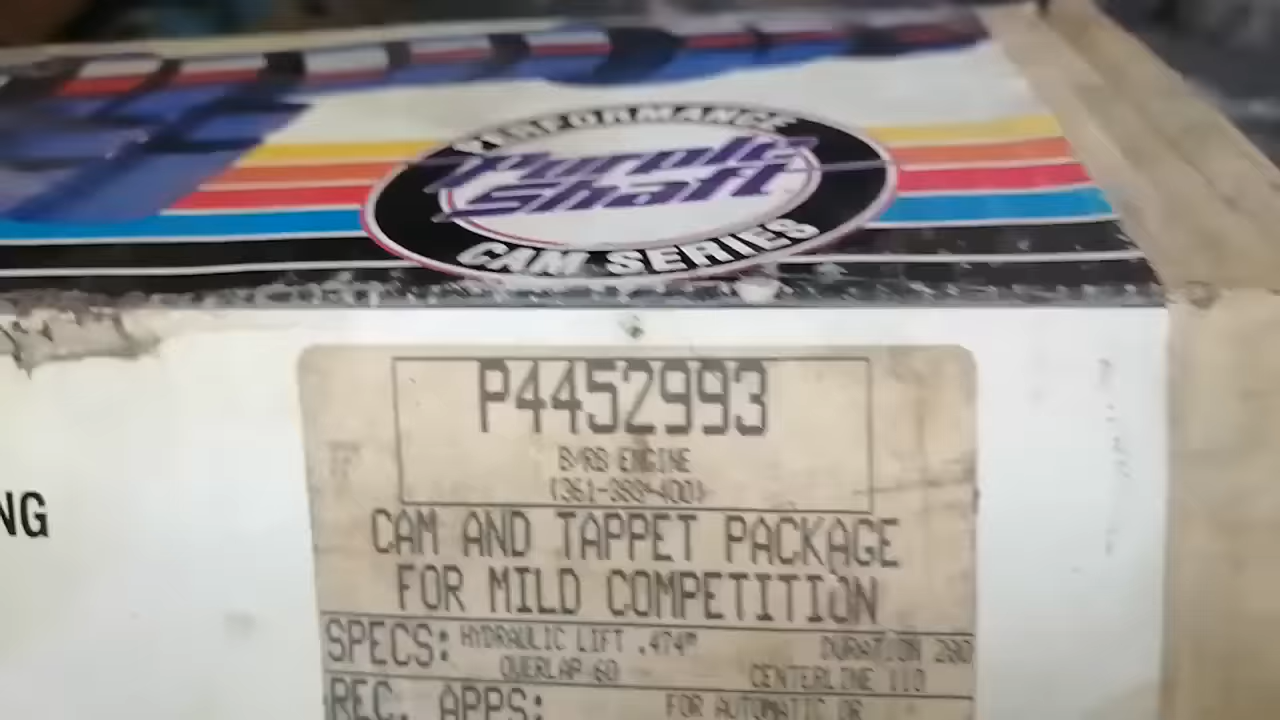 PERFORMANCE
Purple
Shaft
CAM SERIES
P4452993
B/RB ENGINE
(361-383-400)
NG
CAM AND TAPPET PACKAGE
FOR MILD COMPETITION
SPECS: HYDRAULIC LIFT .474" DURATION 280
OVERLAP 60 CENTERLINE 110
REC. APPS: FOR AUTOMATIC OR